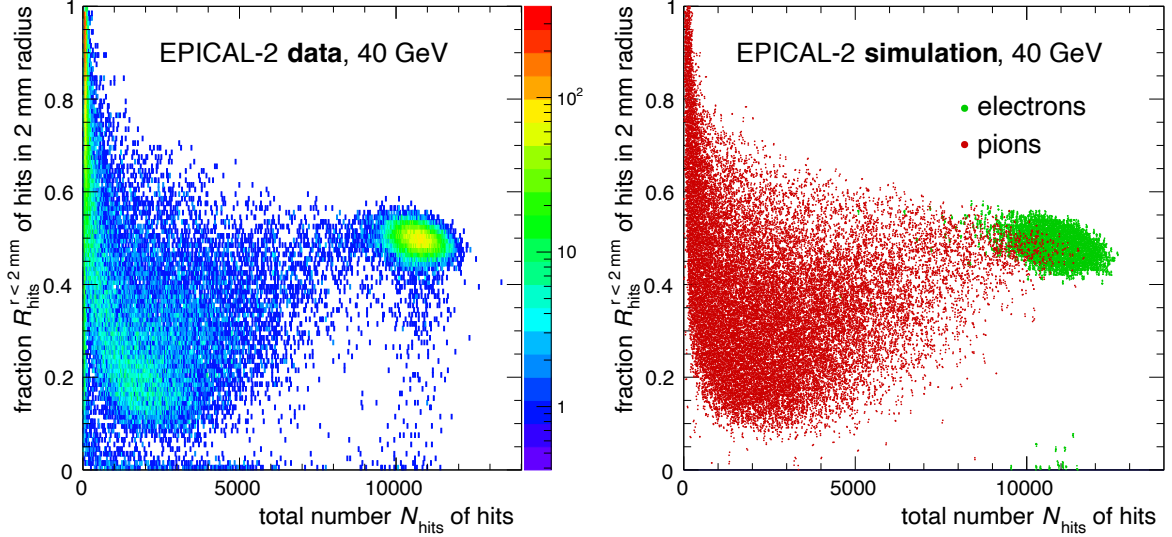 EPICAL-2 data, 40 GeV
fraction R_hits^{r < 2 mm} of hits in 2 mm radius
1
0.8
0.6
0.4
0.2
0
0 5000 10000
total number N_hits of hits
10^2
10
1
EPICAL-2 simulation, 40 GeV
electrons
pions
fraction R_hits^{r < 2 mm} of hits in 2 mm radius
1
0.8
0.6
0.4
0.2
0
0 5000 10000
total number N_hits of hits